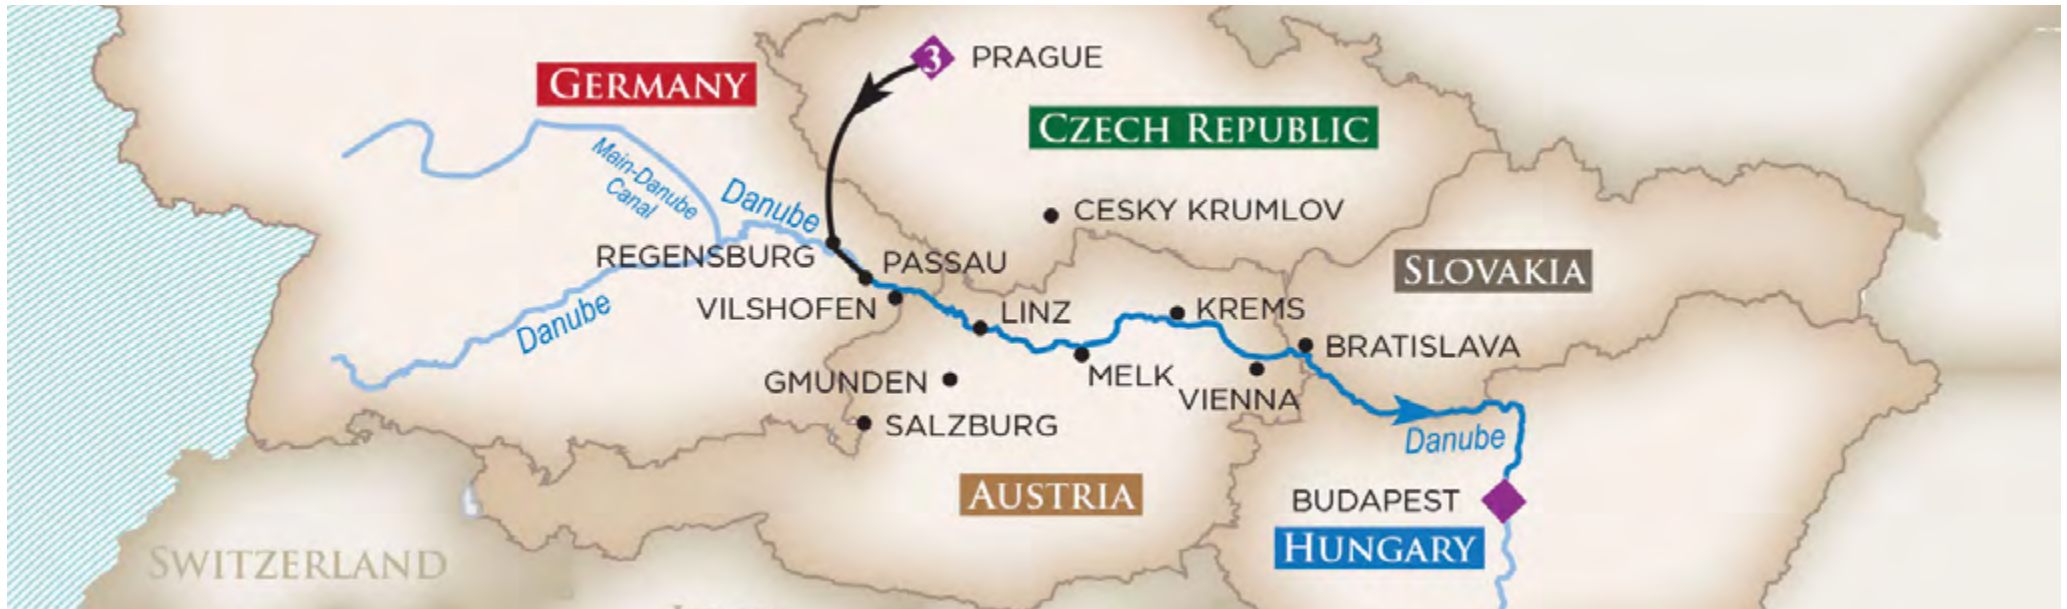 3
PRAGUE
GERMANY
CZECH REPUBLIC
Main-Danube
Canal
Danube
CESKY KRUMLOV
REGENSBURG
PASSAU
SLOVAKIA
VILSHOFEN
LINZ
KREMS
Danube
BRATISLAVA
GMUNDEN
MELK
VIENNA
SALZBURG
Danube
AUSTRIA
BUDAPEST
HUNGARY
SWITZERLAND